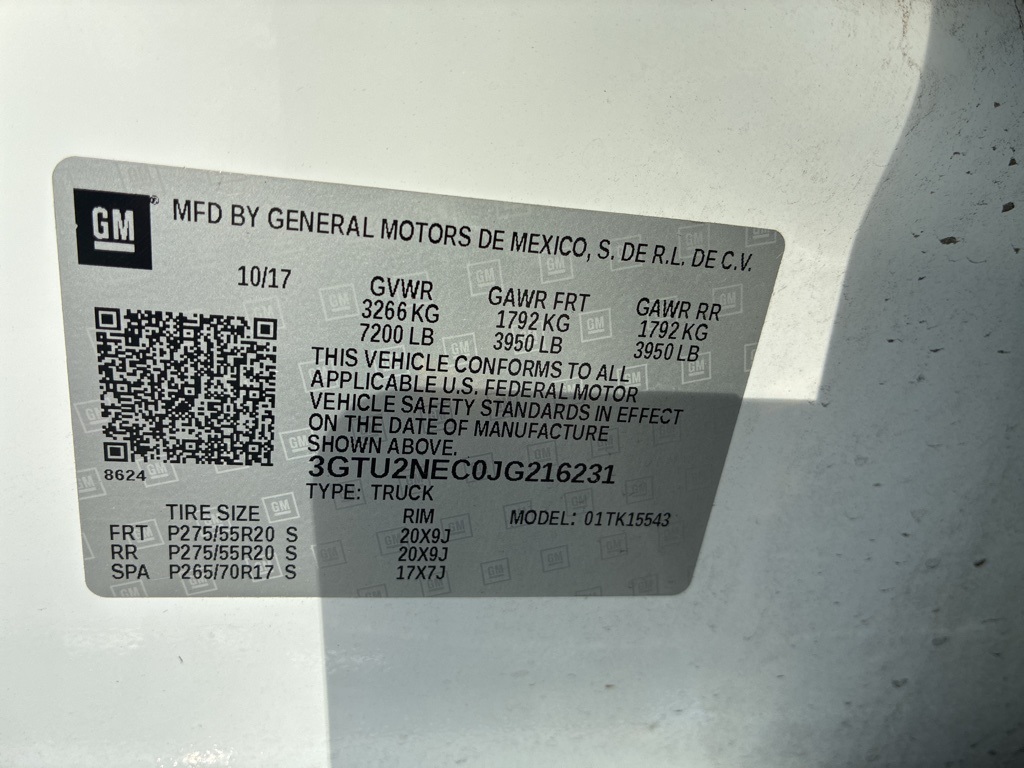 GM® MFD BY GENERAL MOTORS DE MEXICO, S. DE R.L. DE C.V.
10/17 GVWR GAWR FRT GAWR RR
3266 KG 1792 KG 1792 KG
7200 LB 3950 LB 3950 LB
THIS VEHICLE CONFORMS TO ALL
APPLICABLE U.S. FEDERAL MOTOR
VEHICLE SAFETY STANDARDS IN EFFECT
ON THE DATE OF MANUFACTURE
SHOWN ABOVE.
8624 3GTU2NEC0JG216231
TYPE: TRUCK
TIRE SIZE RIM MODEL: 01TK15543
FRT P275/55R20 S 20X9J
RR P275/55R20 S 20X9J
SPA P265/70R17 S 17X7J